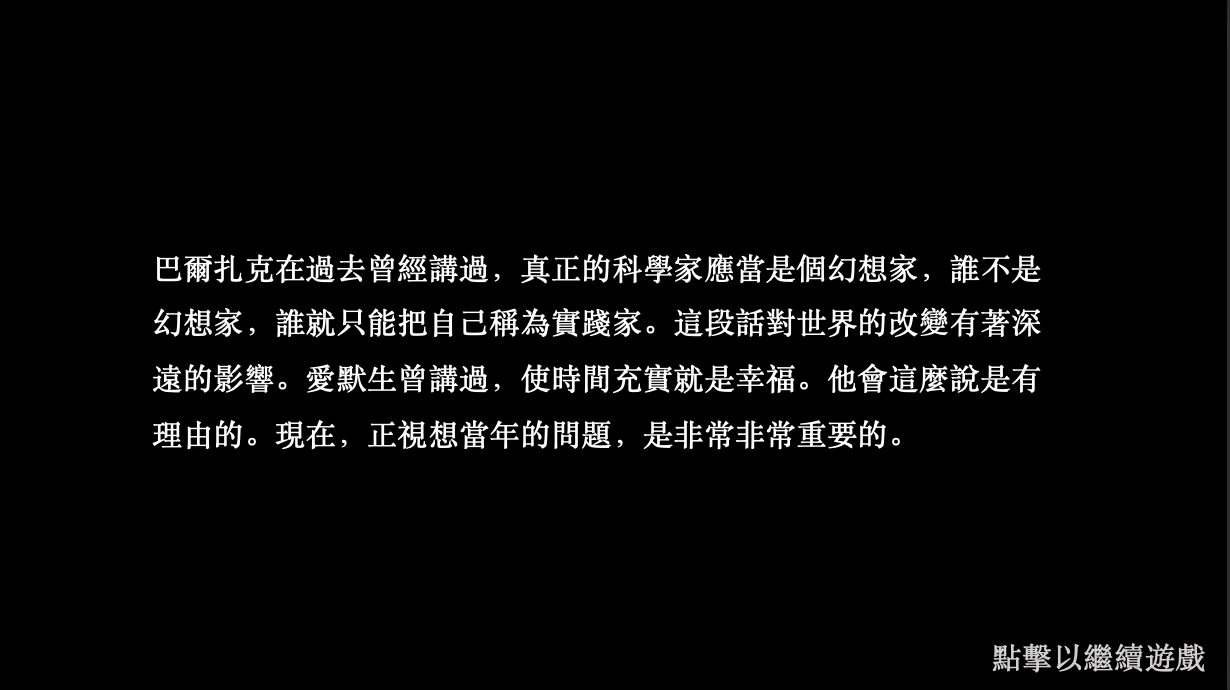 巴爾扎克在過去曾經講過，真正的科學家應當是個幻想家，誰不是
幻想家，誰就只能把自己稱為實踐家。這段話對世界的改變有著深
遠的影響。愛默生曾講過，使時間充實就是幸福。他會這麼說是有
理由的。現在，正視想當年的問題，是非常非常重要的。
點擊以繼續遊戲